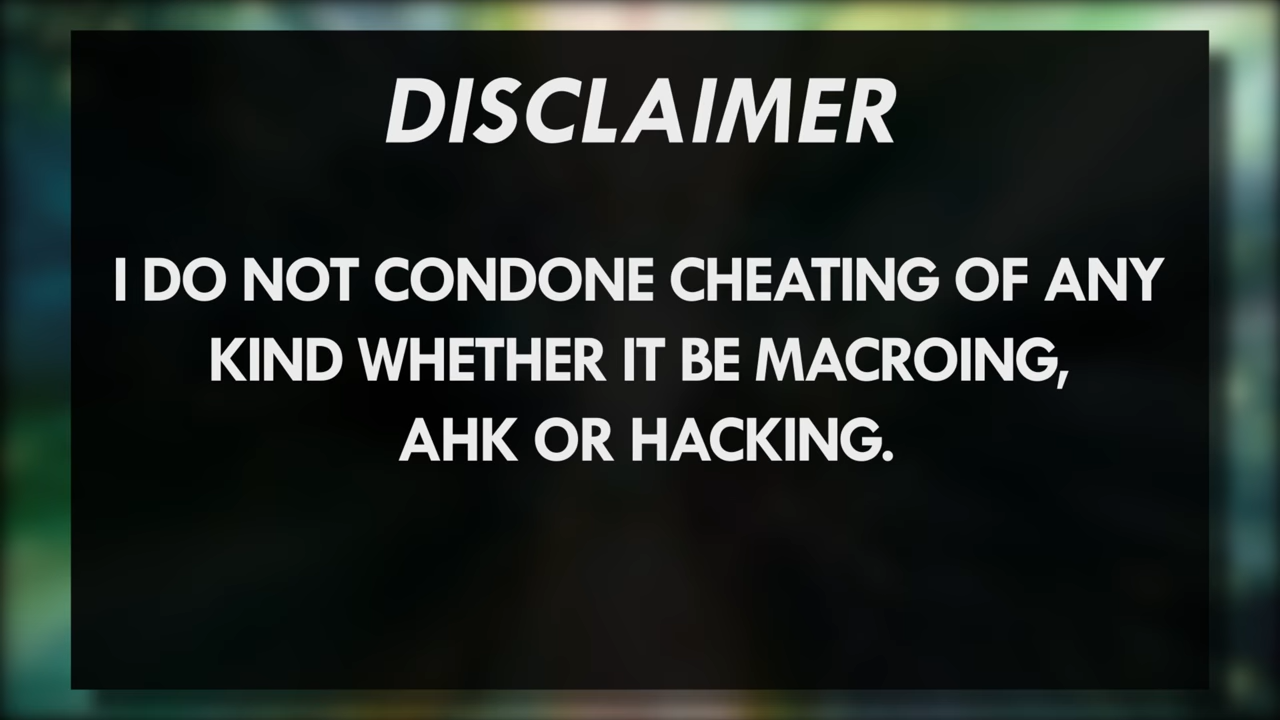 DISCLAIMER
I DO NOT CONDONE CHEATING OF ANY
KIND WHETHER IT BE MACROING,
AHK OR HACKING.